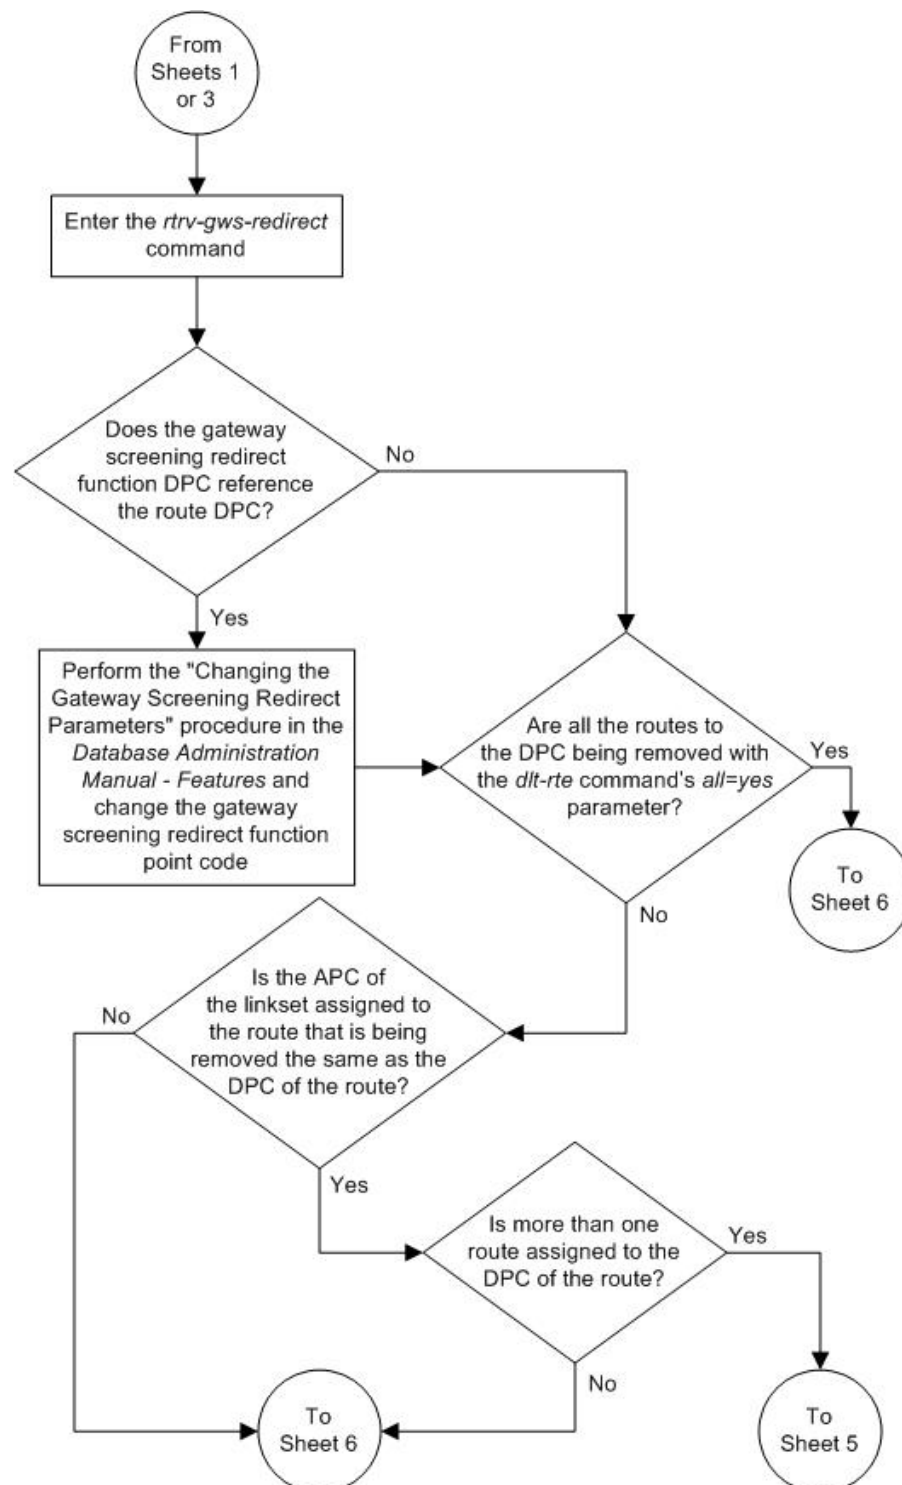 From
Sheets 1
or 3
Enter the rtrv-gws-redirect
command
Does the gateway
screening redirect
function DPC reference
the route DPC?
No
Yes
Perform the "Changing the
Gateway Screening Redirect
Parameters" procedure in the
Database Administration
Manual - Features and
change the gateway
screening redirect function
point code
Are all the routes to
the DPC being removed with
the dlt-rte command's all=yes
parameter?
Yes
To
Sheet 6
No
Is the APC of
the linkset assigned to
the route that is being
removed the same as the
DPC of the route?
No
Yes
Is more than one
route assigned to the
DPC of the route?
Yes
No
To
Sheet 6
To
Sheet 5